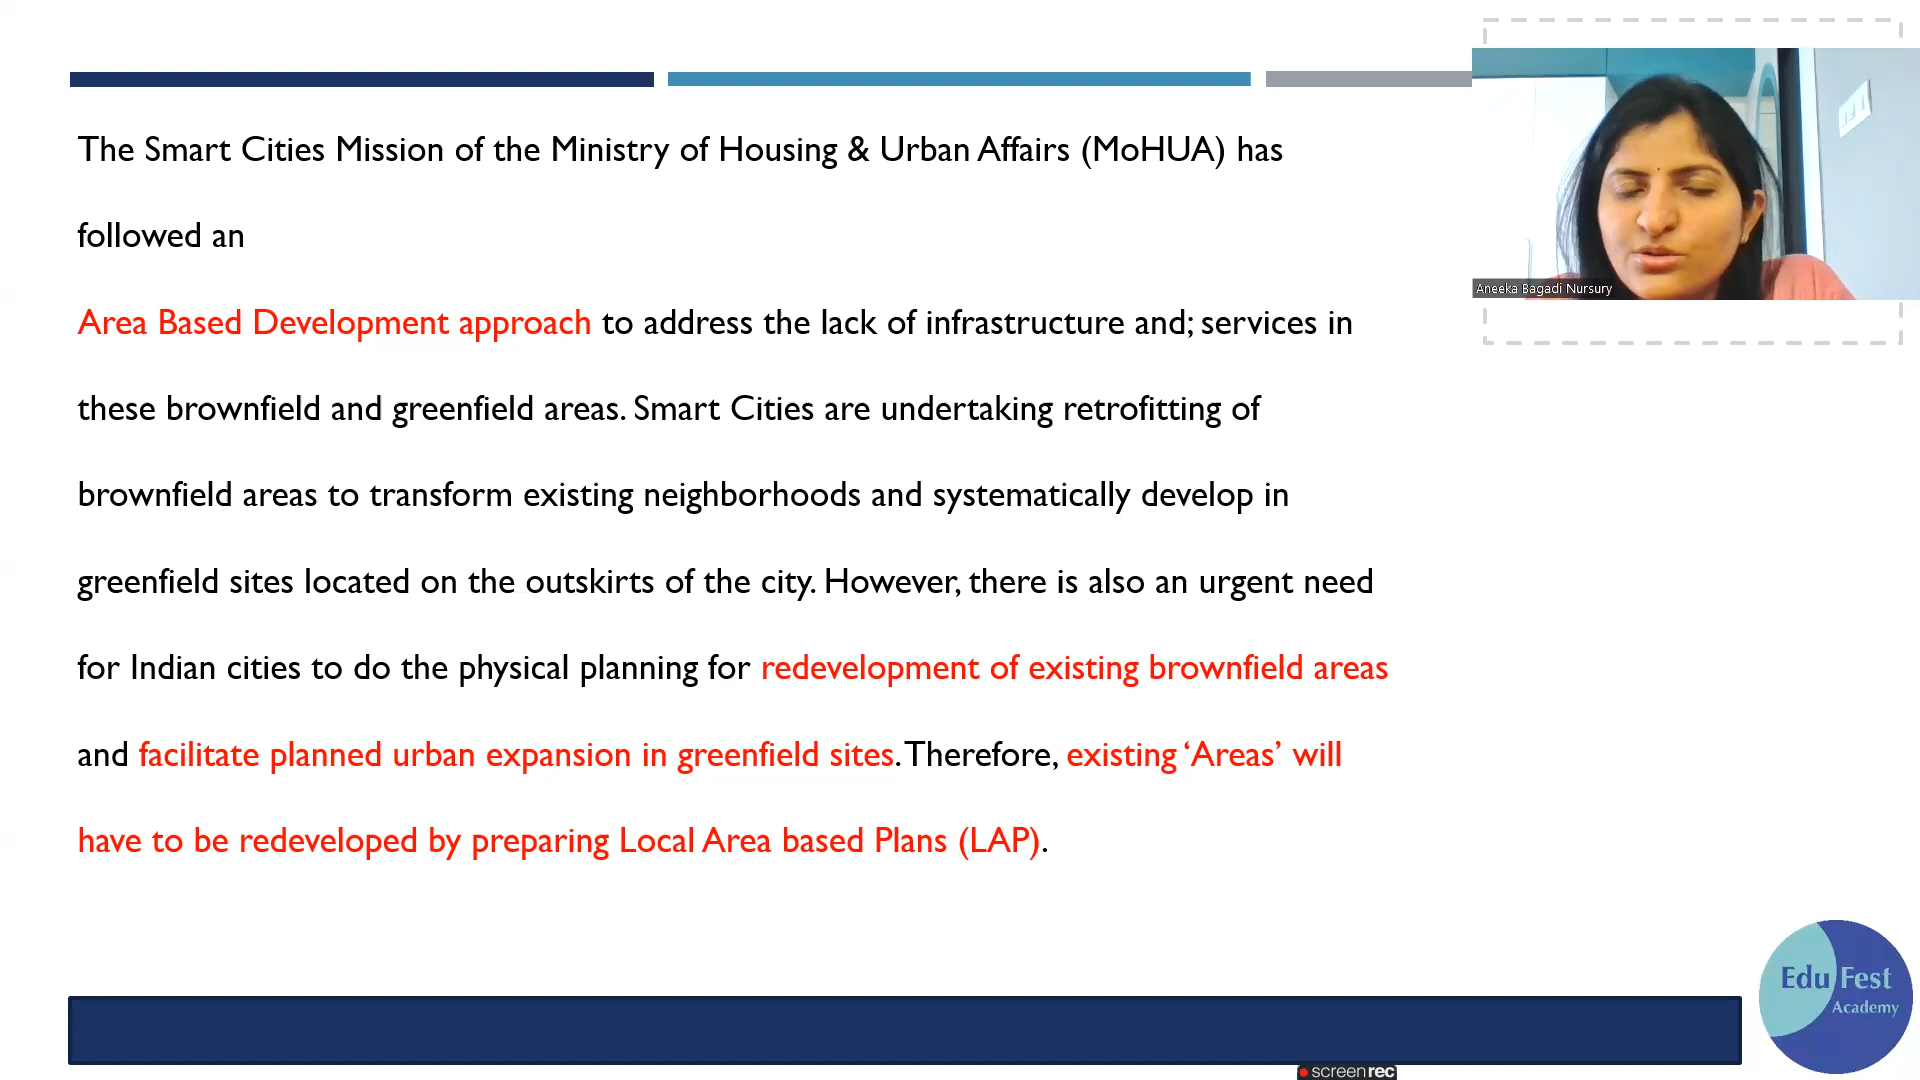 The Smart Cities Mission of the Ministry of Housing & Urban Affairs (MoHUA) has
followed an
Area Based Development approach to address the lack of infrastructure and; services in
these brownfield and greenfield areas. Smart Cities are undertaking retrofitting of
brownfield areas to transform existing neighborhoods and systematically develop in
greenfield sites located on the outskirts of the city. However, there is also an urgent need
for Indian cities to do the physical planning for redevelopment of existing brownfield areas
and facilitate planned urban expansion in greenfield sites. Therefore, existing ‘Areas’ will
have to be redeveloped by preparing Local Area based Plans (LAP).
Aneeka Bagadi Nursury
Edu Fest
Academy
screenrec